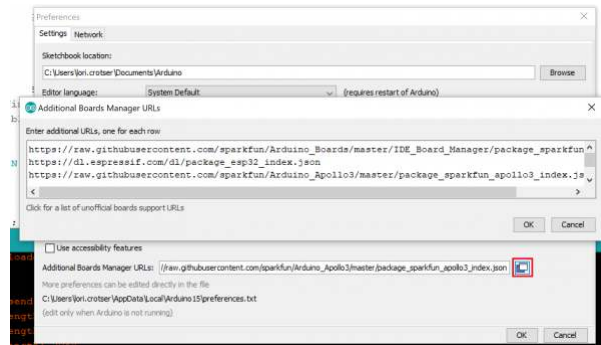 Preferences
Settings Network
Sketchbook location:
C:\Users\lori.crotser\Documents\Arduino
Browse
Editor language: System Default (requires restart of Arduino)
Additional Boards Manager URLs
Enter additional URLs, one for each row
https://raw.githubusercontent.com/sparkfun/Arduino_Boards/master/IDE_Board_Manager/package_sparkfun
https://dl.espressif.com/dl/package_esp32_index.json
https://raw.githubusercontent.com/sparkfun/Arduino_Apollo3/master/package_sparkfun_apollo3_index.js
Click for a list of unofficial boards support URLs
OK Cancel
Use accessibility features
Additional Boards Manager URLs: //raw.githubusercontent.com/sparkfun/Arduino_Apollo3/master/package_sparkfun_apollo3_index.json
More preferences can be edited directly in the file
C:\Users\lori.crotser\AppData\Local\Arduino15\preferences.txt
(edit only when Arduino is not running)
OK Cancel